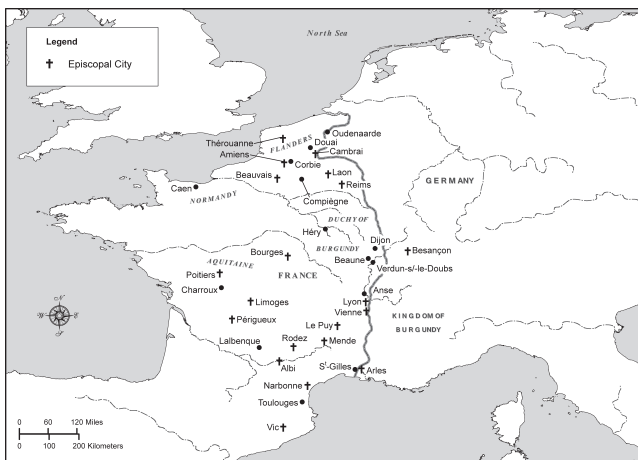 North Sea
Legend
Episcopal City
Thérouanne
FLANDERS
Oudenaarde
Douai
Amiens
Corbie
Cambrai
Beauvais
Laon
Reims
Caen
NORMANDY
Compiègne
GERMANY
DUCHY OF
Héry
BURGUNDY
Dijon
Besançon
Bourges
Beaune
Verdun-s/-le-Doubs
AQUITAINE
Poitiers
FRANCE
Charroux
Anse
Limoges
Lyon
Vienne
KINGDOM OF
BURGUNDY
Périgueux
Le Puy
Lalbenque
Rodez
Mende
Albi
St-Gilles
Arles
Narbonne
Toulouges
Vic
N
W
E
S
0 60 120 Miles
0 100 200 Kilometers